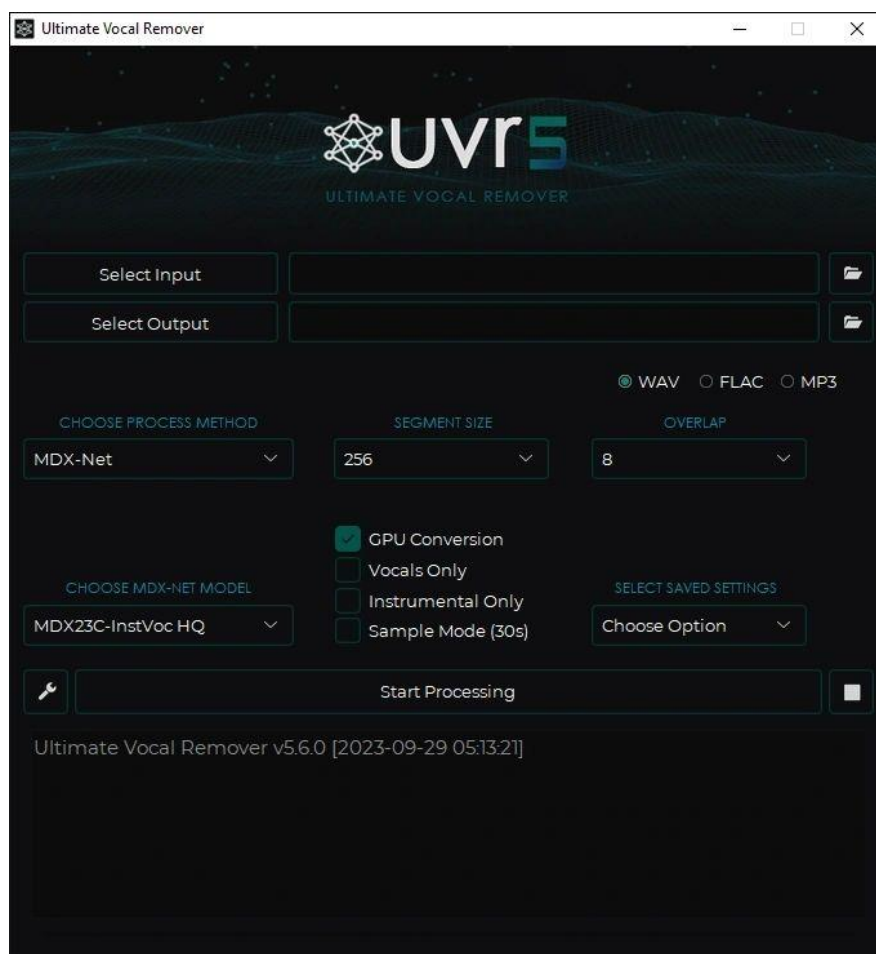 Ultimate Vocal Remover
uvr5
ULTIMATE VOCAL REMOVER
Select Input
Select Output
WAV FLAC MP3
CHOOSE PROCESS METHOD SEGMENT SIZE OVERLAP
MDX-Net 256 8
GPU Conversion
Vocals Only
CHOOSE MDX-NET MODEL SELECT SAVED SETTINGS
Instrumental Only
MDX23C-InstVoc HQ Choose Option
Sample Mode (30s)
Start Processing
Ultimate Vocal Remover v5.6.0 [2023-09-29 05:13:21]